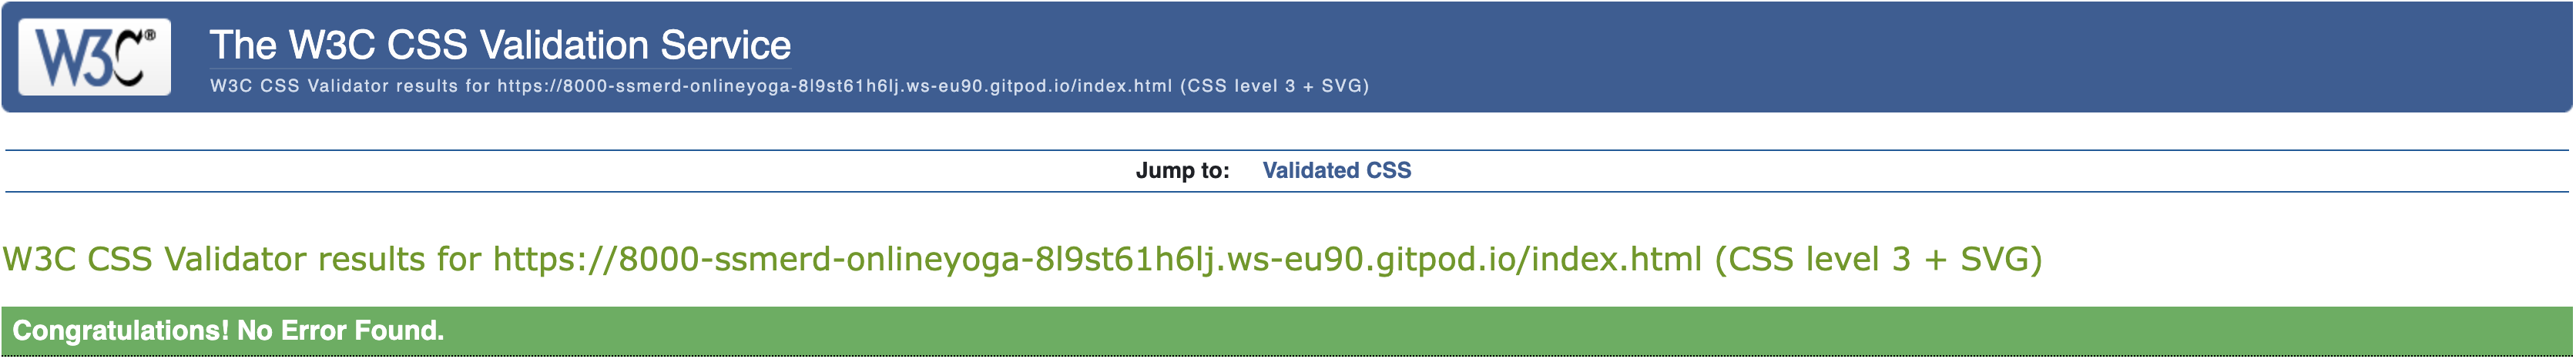 W3C®
The W3C CSS Validation Service
W3C CSS Validator results for https://8000-ssmerd-onlineyoga-8l9st61h6lj.ws-eu90.gitpod.io/index.html (CSS level 3 + SVG)
Jump to: Validated CSS
W3C CSS Validator results for https://8000-ssmerd-onlineyoga-8l9st61h6lj.ws-eu90.gitpod.io/index.html (CSS level 3 + SVG)
Congratulations! No Error Found.